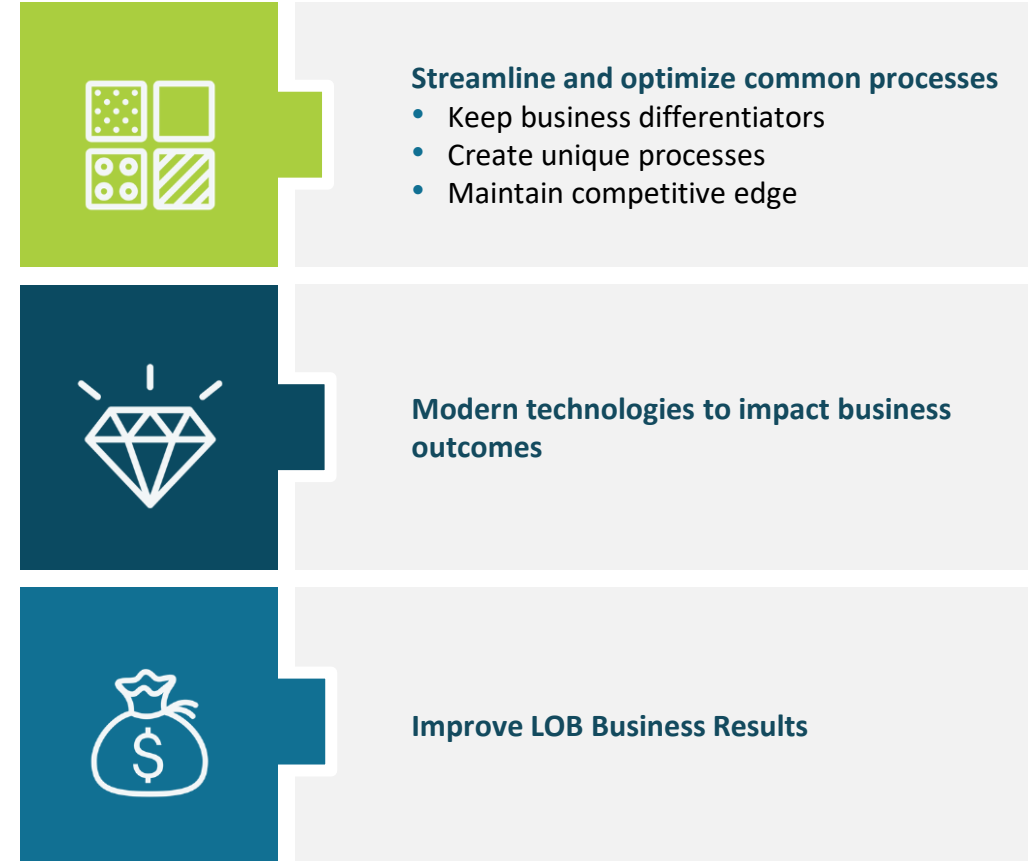 Streamline and optimize common processes
• Keep business differentiators
• Create unique processes
• Maintain competitive edge
Modern technologies to impact business
outcomes
$
Improve LOB Business Results